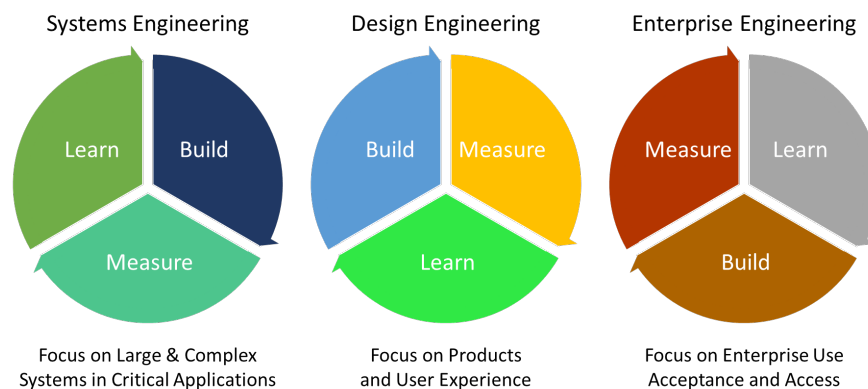 Systems Engineering
Design Engineering
Enterprise Engineering
Learn
Build
Measure
Build
Measure
Learn
Measure
Learn
Build
Focus on Large & Complex
Systems in Critical Applications
Focus on Products
and User Experience
Focus on Enterprise Use
Acceptance and Access